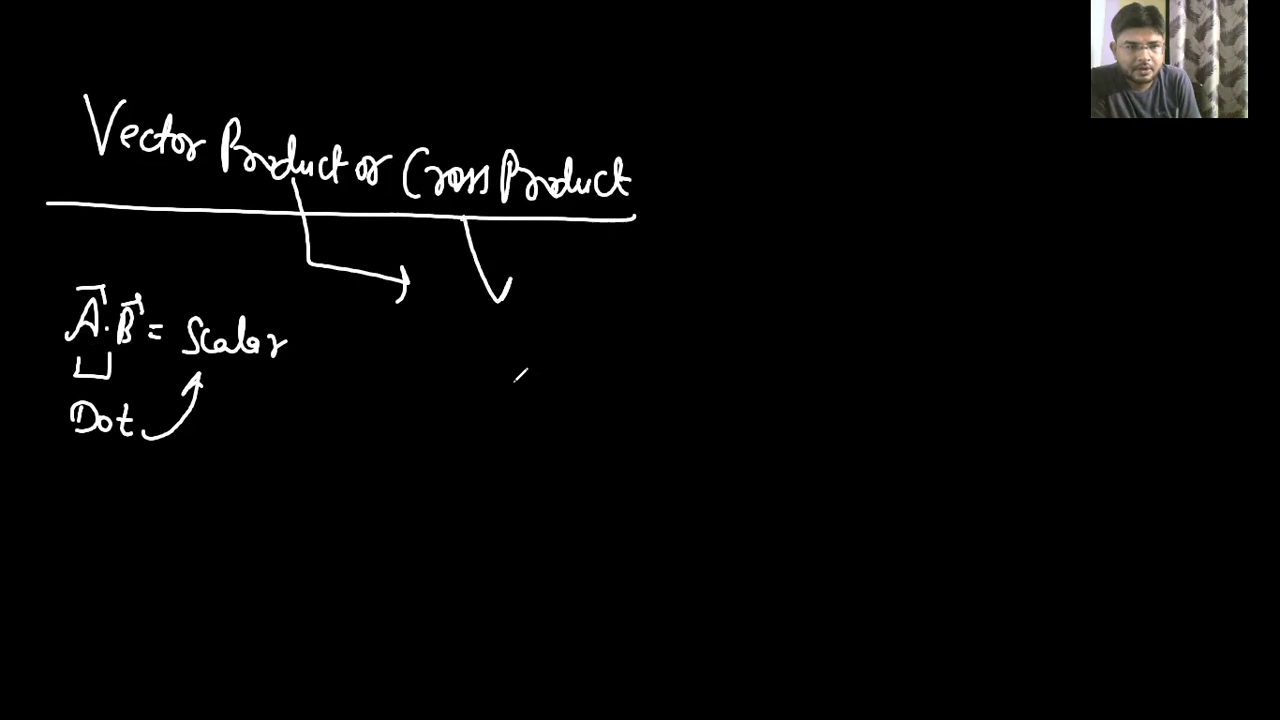 Vector Product or Cross Product
A⃗.B⃗ = Scalar
Dot